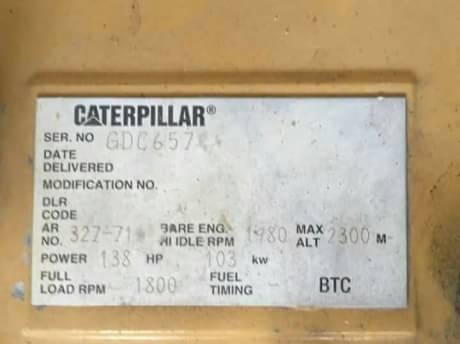 CATERPILLAR®
SER. NO GDC657
DATE
DELIVERED
MODIFICATION NO.
DLR
CODE
AR NO. 327-71 BARE ENG. HI IDLE RPM 1980 MAX ALT 2300 M
POWER 138 HP 103 kw
FULL LOAD RPM 1800 FUEL TIMING - BTC